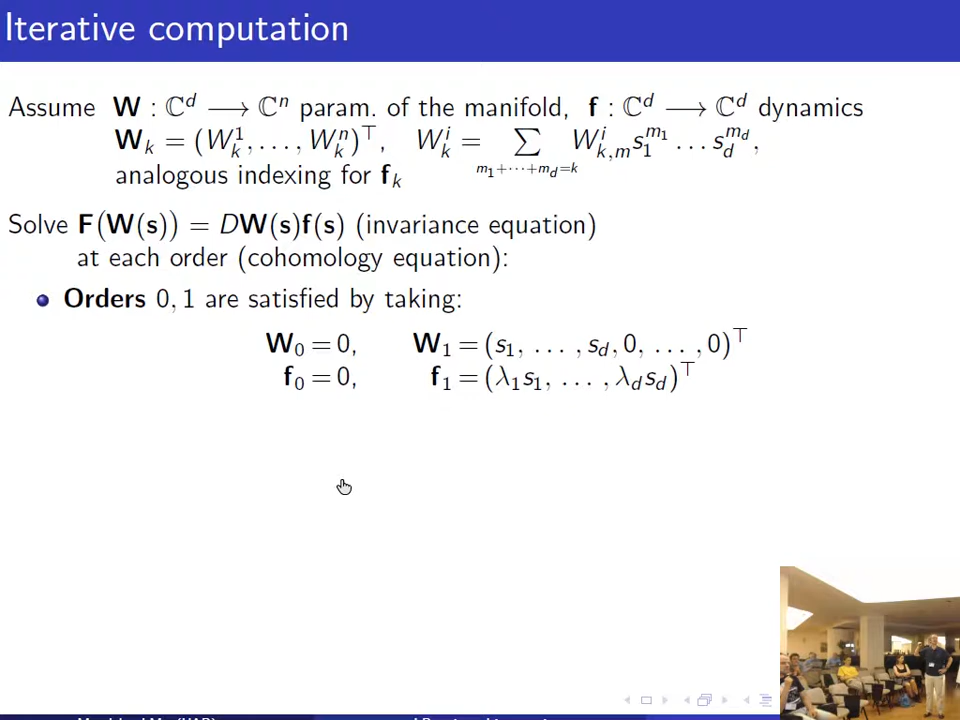 Iterative computation
Assume W : ℂ^d ⟶ ℂ^n param. of the manifold, f : ℂ^d ⟶ ℂ^d dynamics
W_k = (W_k^1, . . . , W_k^n)^⊤, W_k^i = ∑_{m_1+⋯+m_d=k} W_{k,m}^i s_1^{m_1} . . . s_d^{m_d},
analogous indexing for f_k
Solve F(W(s)) = DW(s)f(s) (invariance equation)
at each order (cohomology equation):
Orders 0, 1 are satisfied by taking:
W_0 = 0, W_1 = (s_1, . . . , s_d, 0, . . . , 0)^⊤
f_0 = 0, f_1 = (λ_1 s_1, . . . , λ_d s_d)^⊤